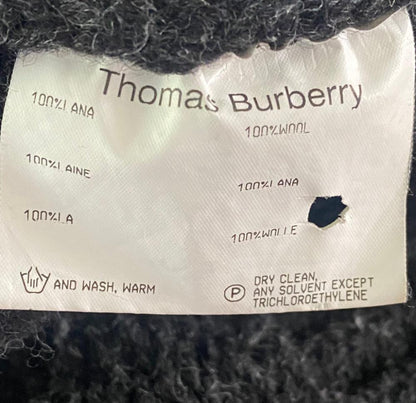 Thomas Burberry
100%LANA
100%WOOL
100%LAINE
100%LANA
100%LA
100%WOLLE
AND WASH, WARM
P
DRY CLEAN,
ANY SOLVENT EXCEPT
TRICHLOROETHYLENE